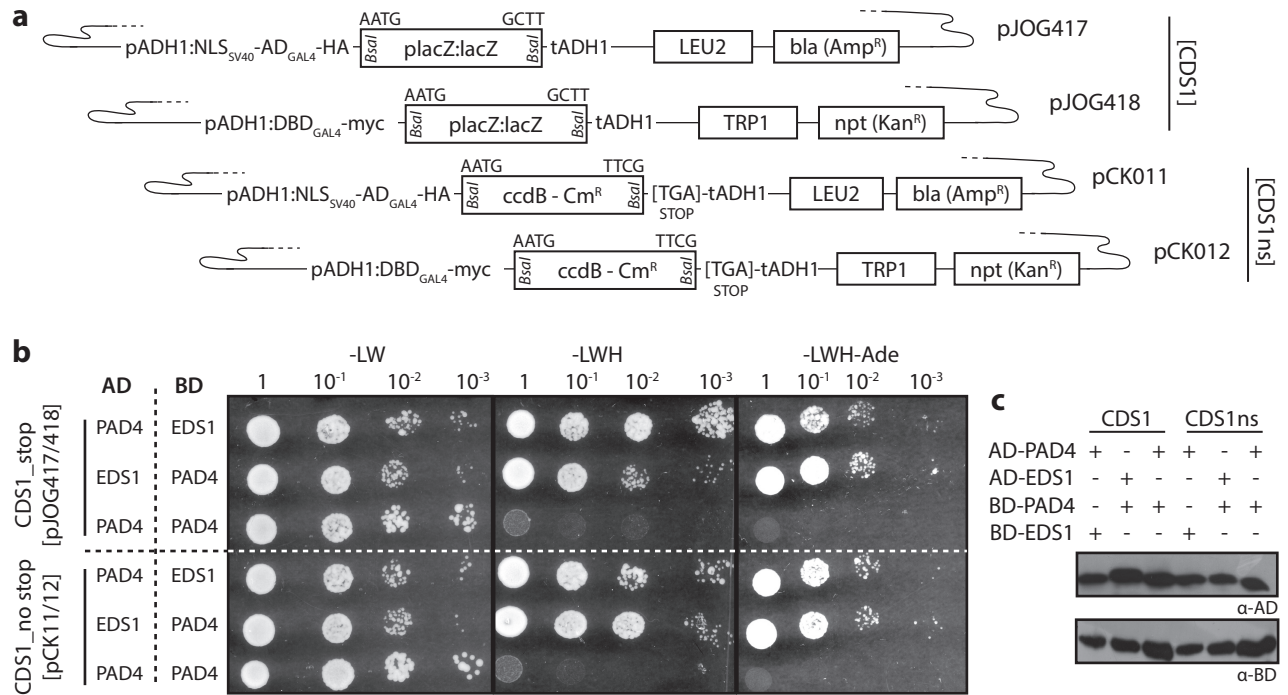 a
AATG GCTT
pADH1:NLSSV40-ADGAL4-HA BsaI placZ:lacZ BsaI tADH1 LEU2 bla (AmpR) pJOG417
AATG GCTT
pADH1:DBDGAL4-myc BsaI placZ:lacZ BsaI tADH1 TRP1 npt (KanR) pJOG418
[CDS1]
AATG TTCG
pADH1:NLSSV40-ADGAL4-HA BsaI ccdB - CmR BsaI [TGA]-tADH1 LEU2 bla (AmpR) pCK011
STOP
AATG TTCG
pADH1:DBDGAL4-myc BsaI ccdB - CmR BsaI [TGA]-tADH1 TRP1 npt (KanR) pCK012
STOP
[CDS1ns]
b
-LW -LWH -LWH-Ade
AD BD 1 10-1 10-2 10-3 1 10-1 10-2 10-3 1 10-1 10-2 10-3
CDS1_stop
[pJOG417/418]
PAD4 EDS1
EDS1 PAD4
PAD4 PAD4
CDS1_no stop
[pCK11/12]
PAD4 EDS1
EDS1 PAD4
PAD4 PAD4
c
CDS1 CDS1ns
AD-PAD4 + - + + - +
AD-EDS1 - + - - + -
BD-PAD4 - + + - + +
BD-EDS1 + - - + - -
α-AD
α-BD